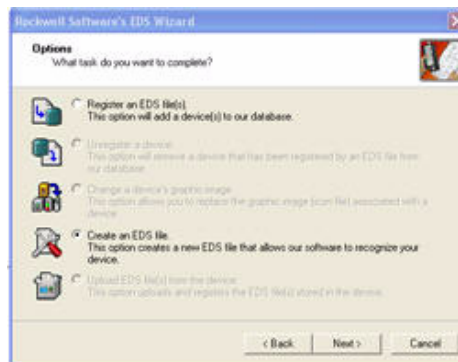 Rockwell Software's EDS Wizard
Options
What task do you want to complete?
Register an EDS file(s).
This option will add a device(s) to our database.
Unregister a device.
This option will remove a device that has been registered by an EDS file from
our database.
Change a device's graphic image.
This option allows you to replace the graphic image (icon file) associated with a
device.
Create an EDS file.
This option creates a new EDS file that allows our software to recognize your
device.
Upload EDS file(s) from the device.
This option uploads and registers the EDS file(s) stored in the device.
< Back
Next >
Cancel